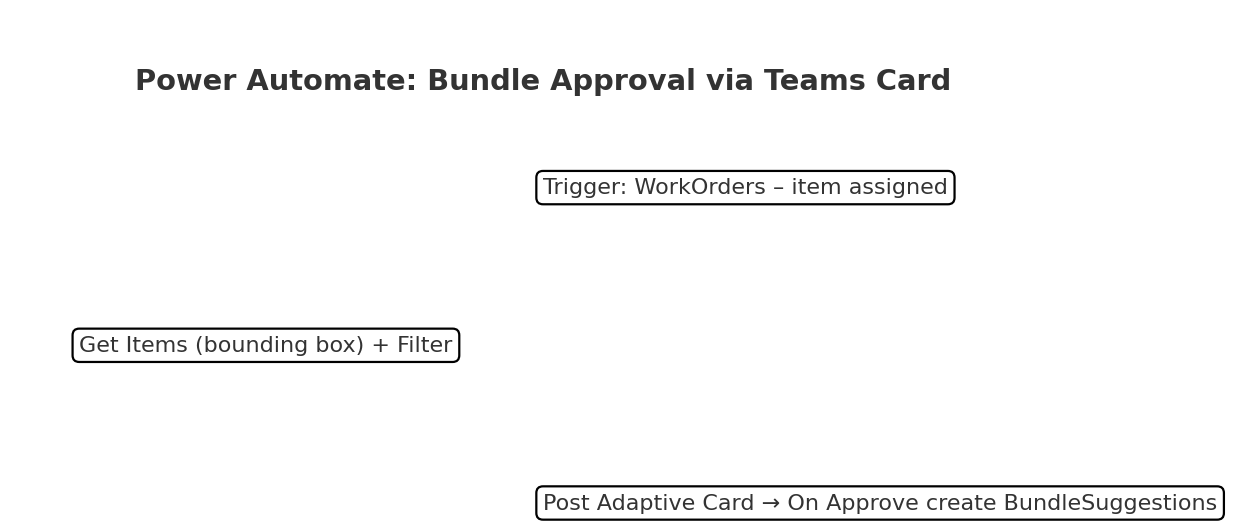 Power Automate: Bundle Approval via Teams Card
Trigger: WorkOrders – item assigned
Get Items (bounding box) + Filter
Post Adaptive Card → On Approve create BundleSuggestions